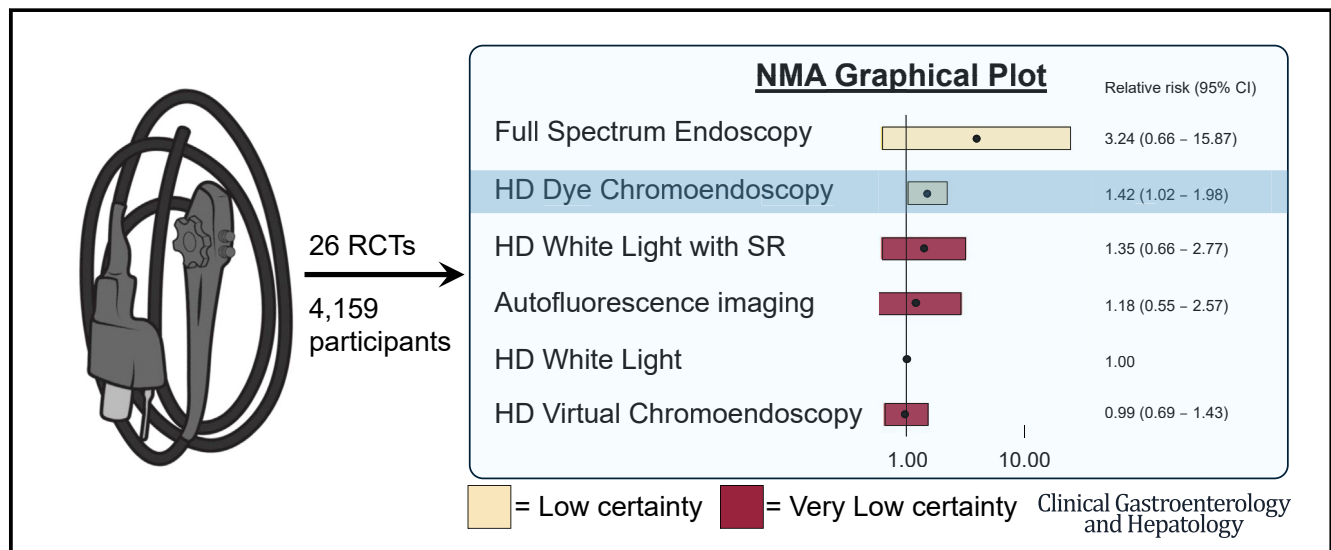 26 RCTs
4,159
participants
NMA Graphical Plot
Relative risk (95% CI)
Full Spectrum Endoscopy
3.24 (0.66 – 15.87)
HD Dye Chromoendoscopy
1.42 (1.02 – 1.98)
HD White Light with SR
1.35 (0.66 – 2.77)
Autofluorescence imaging
1.18 (0.55 – 2.57)
HD White Light
1.00
HD Virtual Chromoendoscopy
0.99 (0.69 – 1.43)
1.00
10.00
= Low certainty
= Very Low certainty
Clinical Gastroenterology
and Hepatology